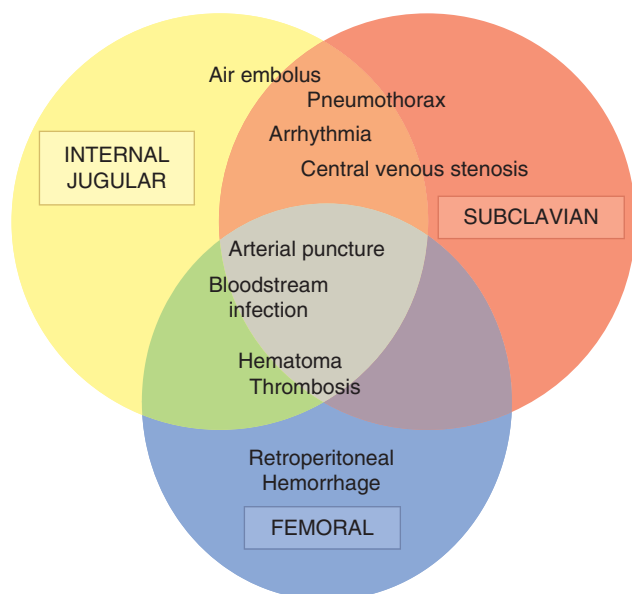 Air embolus
Pneumothorax
Arrhythmia
INTERNAL
JUGULAR
Central venous stenosis
SUBCLAVIAN
Arterial puncture
Bloodstream
infection
Hematoma
Thrombosis
Retroperitoneal
Hemorrhage
FEMORAL